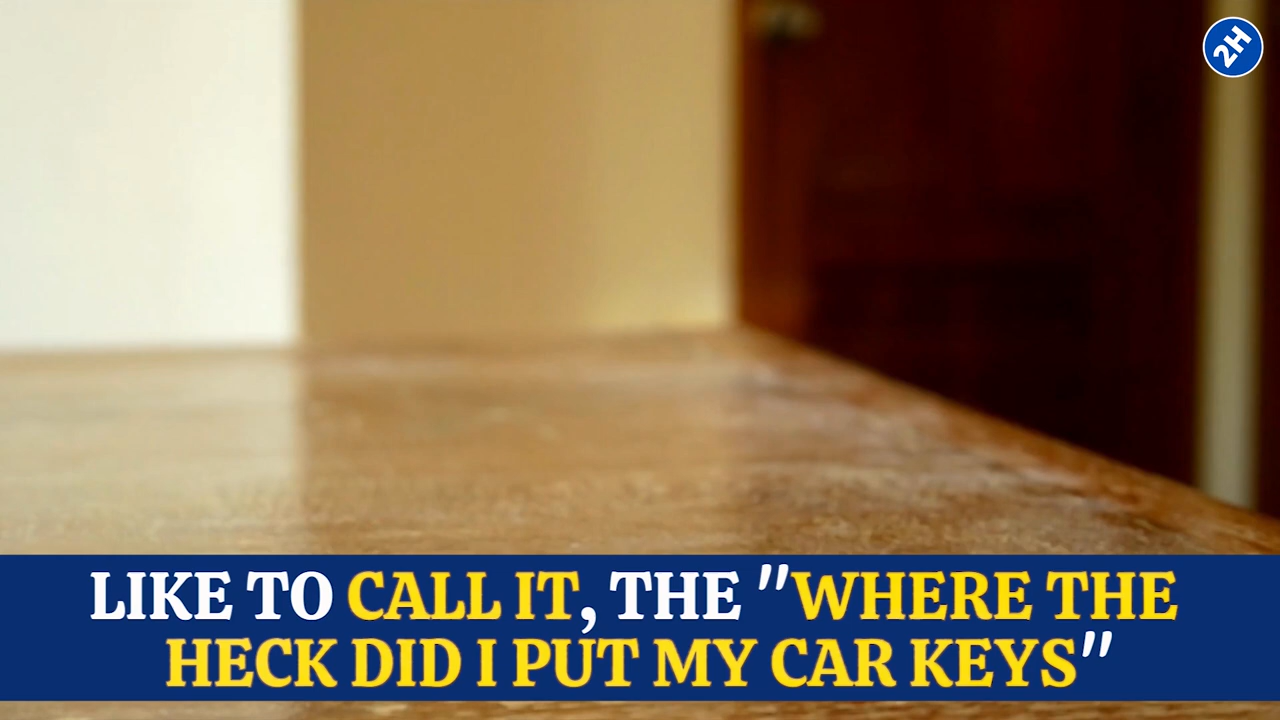 2H
LIKE TO CALL IT, THE "WHERE THE
HECK DID I PUT MY CAR KEYS"